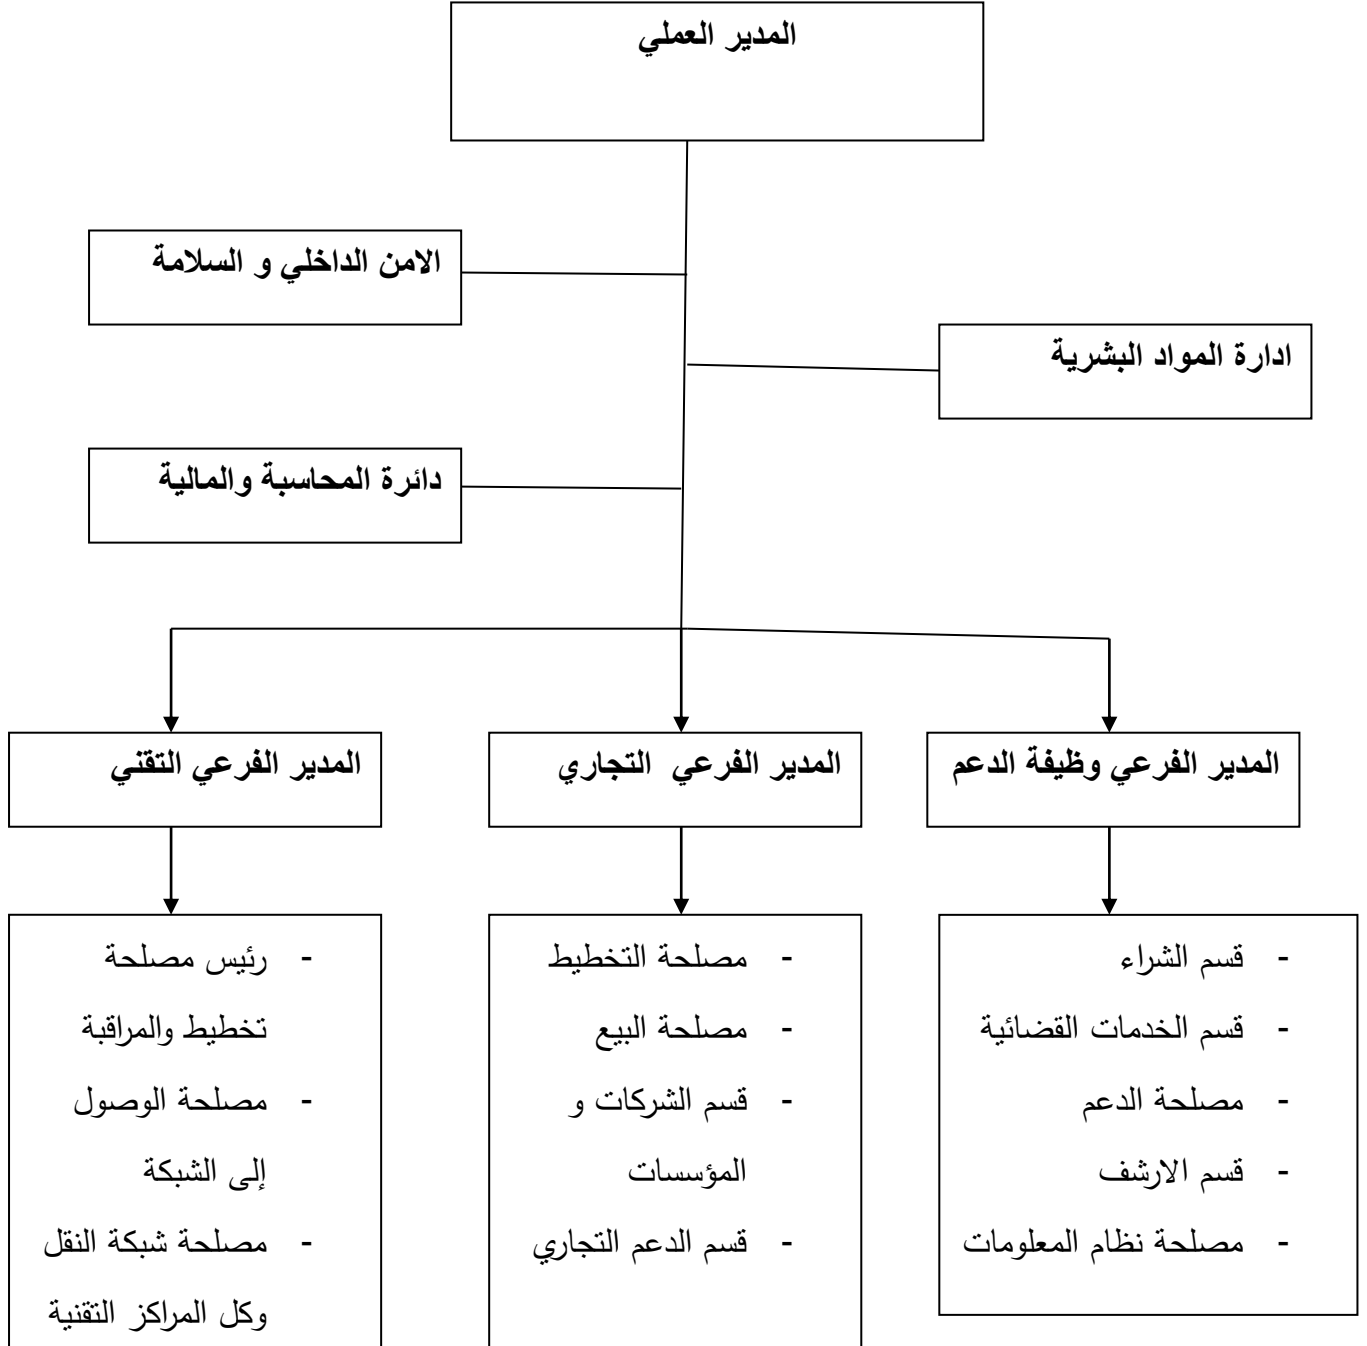 المدير العملي
الامن الداخلي و السلامة
ادارة المواد البشرية
دائرة المحاسبة والمالية
المدير الفرعي وظيفة الدعم
المدير الفرعي التجاري
المدير الفرعي التقني
- قسم الشراء
- قسم الخدمات القضائية
- مصلحة الدعم
- قسم الارشف
- مصلحة نظام المعلومات
- مصلحة التخطيط
- مصلحة البيع
- قسم الشركات و
المؤسسات
- قسم الدعم التجاري
- رئيس مصلحة
تخطيط والمراقبة
- مصلحة الوصول
إلى الشبكة
- مصلحة شبكة النقل
وكل المراكز التقنية